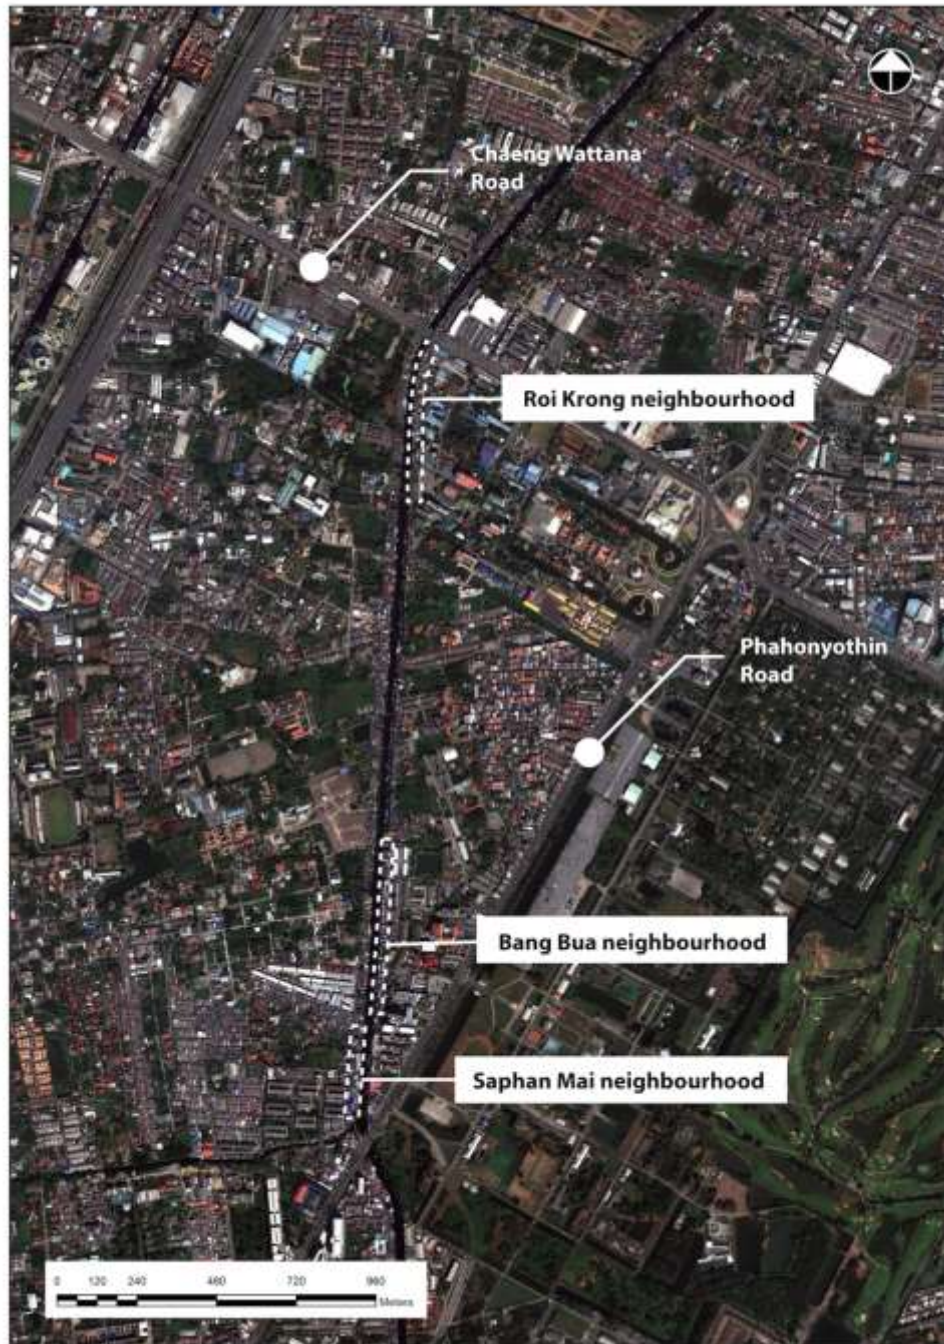 Chaeng Wattana
Road
Roi Krong neighbourhood
Phahonyothin
Road
Bang Bua neighbourhood
Saphan Mai neighbourhood
0 120 240 460 720 960
Meters